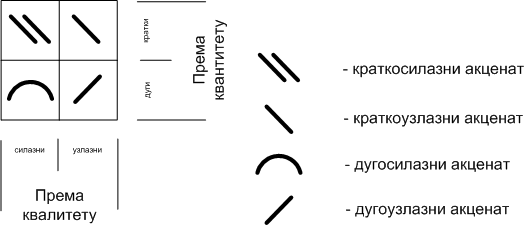 кратки
дуги
Према
квантитету
силазни
узлазни
Према
квалитету
- краткосилазни акценат
- краткоузлазни акценат
- дугосилазни акценат
- дугоузлазни акценат